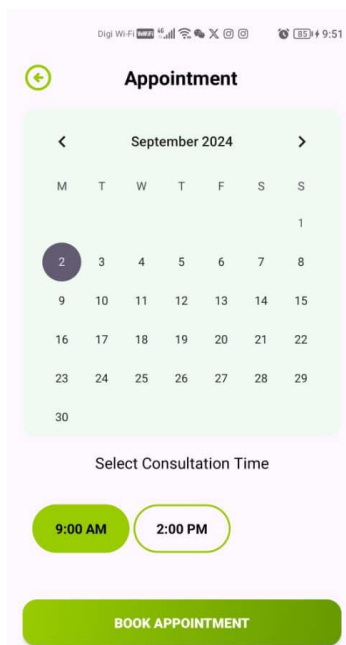 Digi Wi-Fi VoWiFi 4G 85 9:51
Appointment
September 2024
M T W T F S S
1
2 3 4 5 6 7 8
9 10 11 12 13 14 15
16 17 18 19 20 21 22
23 24 25 26 27 28 29
30
Select Consultation Time
9:00 AM 2:00 PM
BOOK APPOINTMENT